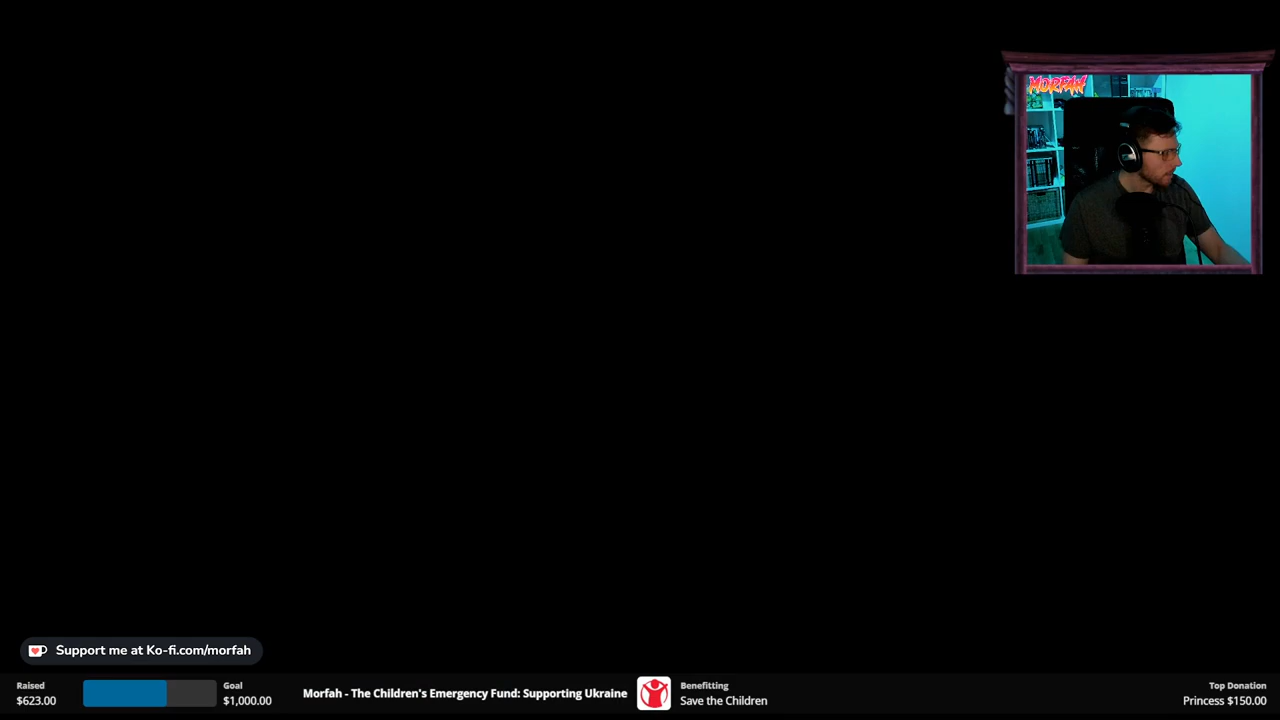 MORFAH
Support me at Ko-fi.com/morfah
Raised
$623.00
Goal
$1,000.00
Morfah - The Children's Emergency Fund: Supporting Ukraine
Benefitting
Save the Children
Top Donation
Princess $150.00